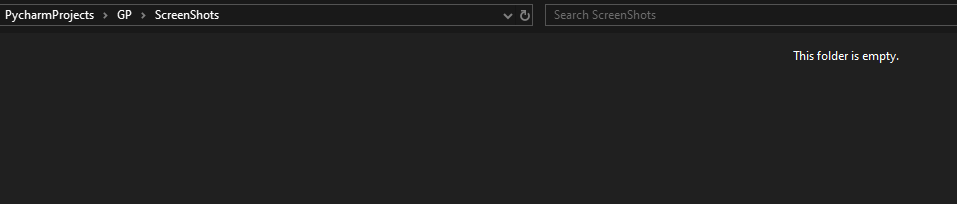 PycharmProjects > GP > ScreenShots
Search ScreenShots
This folder is empty.